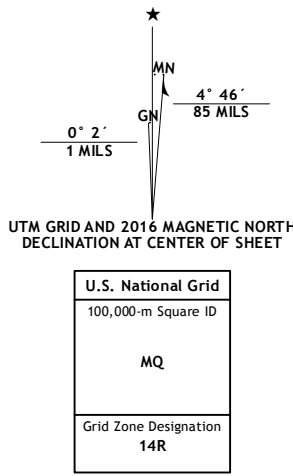 ★
MN
GN
4° 46´
85 MILS
0° 2´
1 MILS
UTM GRID AND 2016 MAGNETIC NORTH
DECLINATION AT CENTER OF SHEET
U.S. National Grid
100,000-m Square ID
MQ
Grid Zone Designation
14R